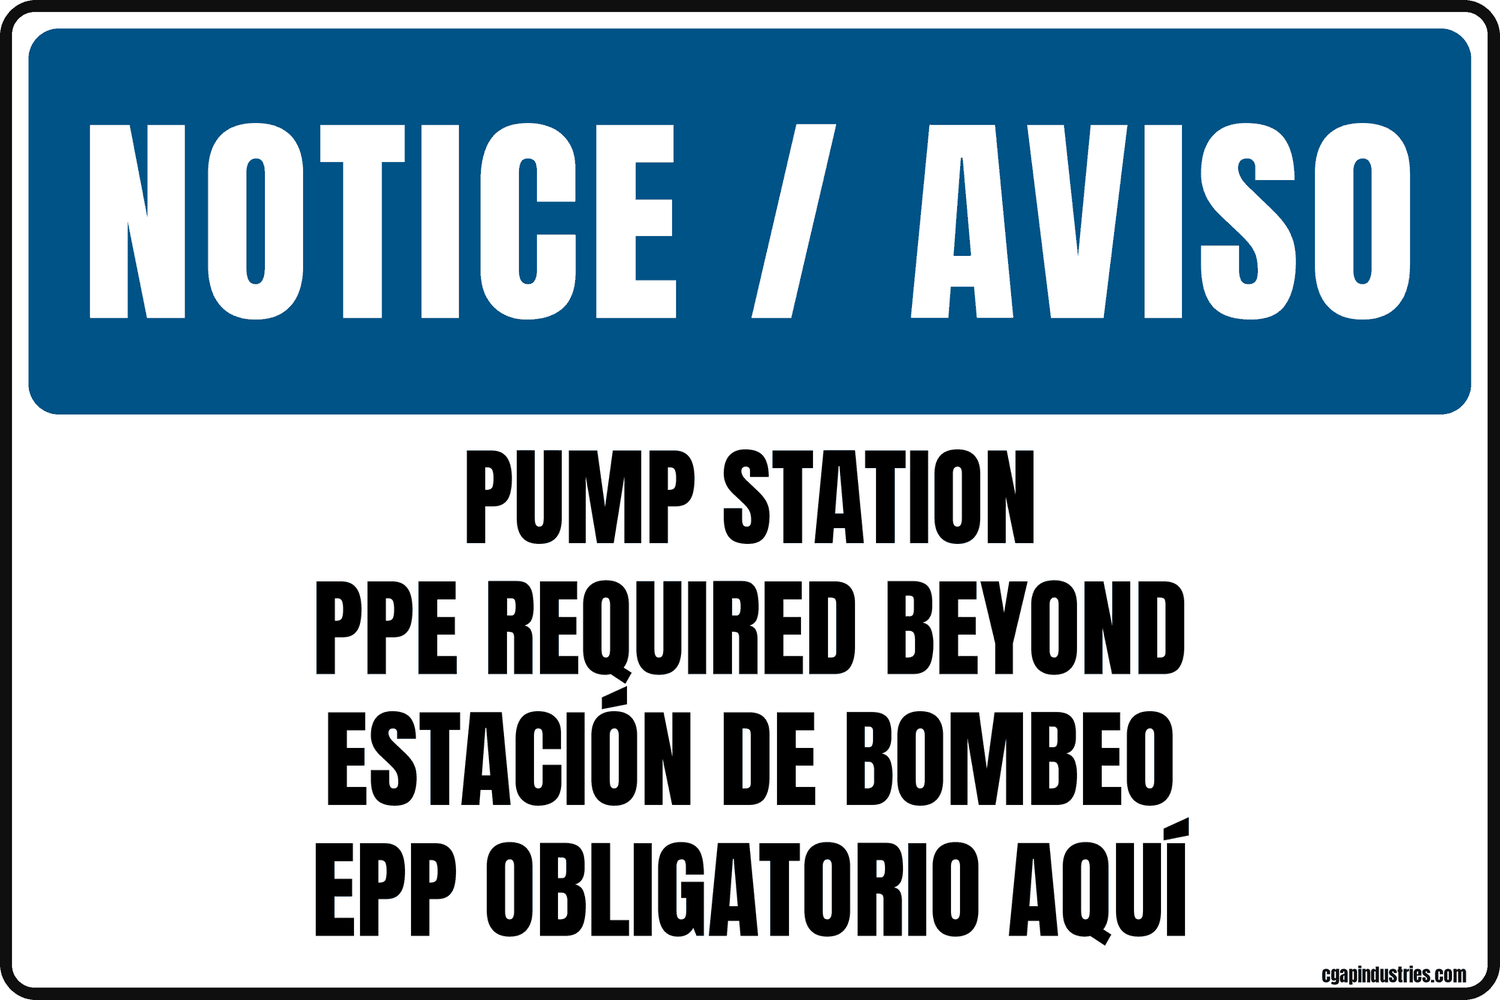 NOTICE / AVISO
PUMP STATION
PPE REQUIRED BEYOND
ESTACIÓN DE BOMBEO
EPP OBLIGATORIO AQUÍ
cgapindustries.com